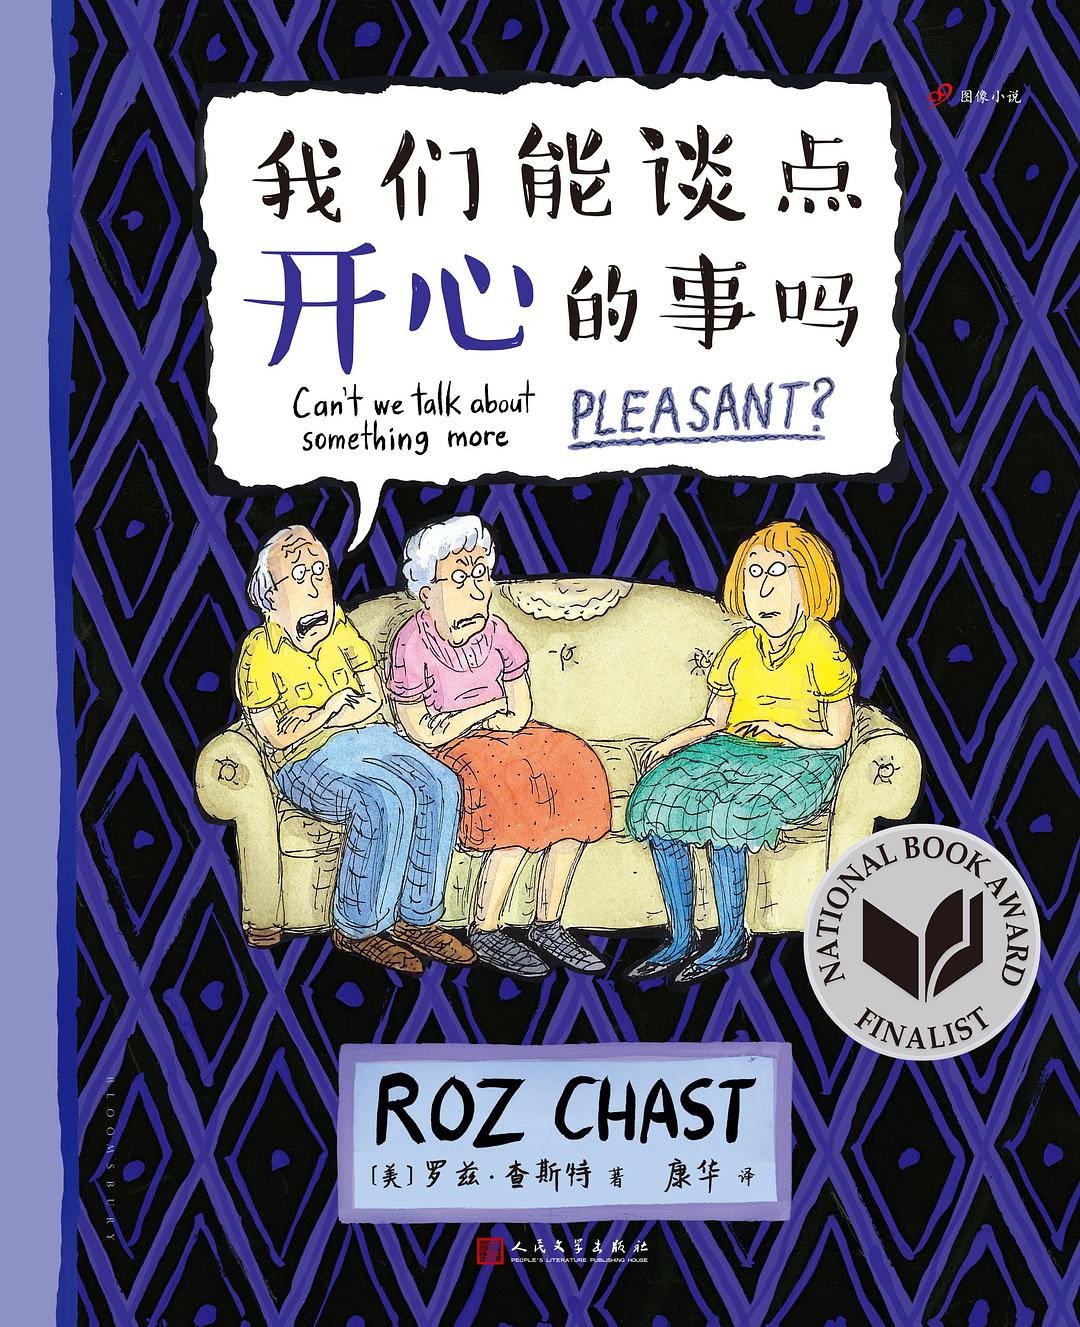 图像小说
我们能谈点
开心的事吗
Can't we talk about
something more
PLEASANT?
NATIONAL BOOK AWARD
FINALIST
ROZ CHAST
[美]罗兹·查斯特 著 康华 译
BLOOMSBURY
人民文学出版社
PEOPLE'S LITERATURE PUBLISHING HOUSE